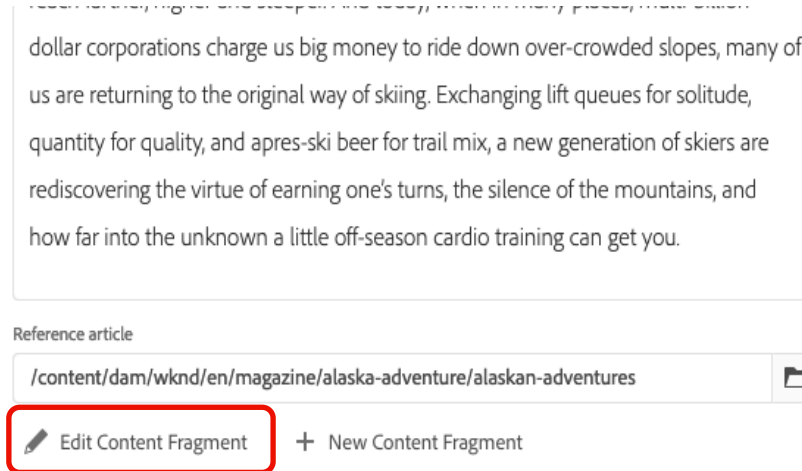 dollar corporations charge us big money to ride down over-crowded slopes, many of
us are returning to the original way of skiing. Exchanging lift queues for solitude,
quantity for quality, and apres-ski beer for trail mix, a new generation of skiers are
rediscovering the virtue of earning one’s turns, the silence of the mountains, and
how far into the unknown a little off-season cardio training can get you.
Reference article
/content/dam/wknd/en/magazine/alaska-adventure/alaskan-adventures
Edit Content Fragment
New Content Fragment